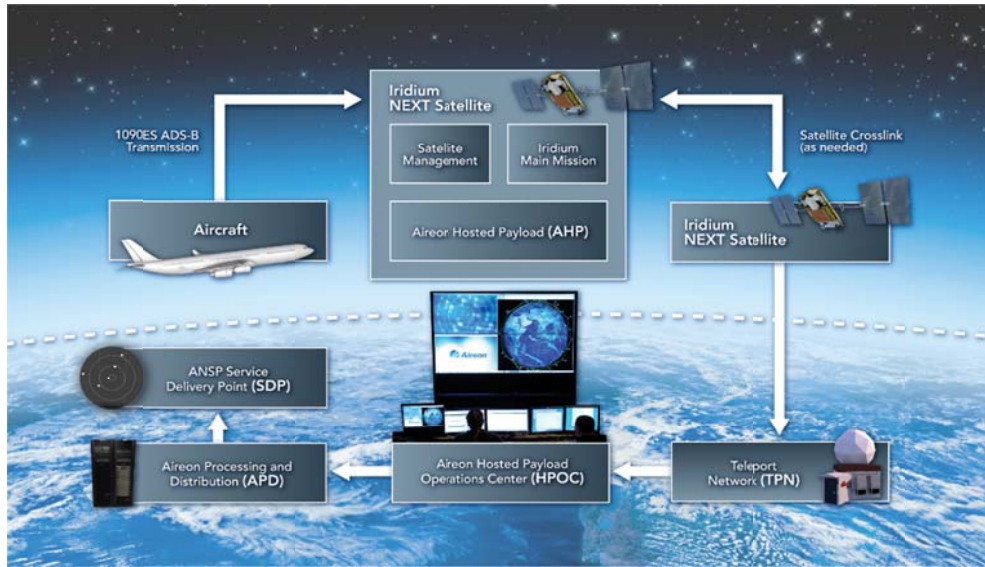 Iridium
NEXT Satellite
1090ES ADS-B
Transmission
Satellite
Management
Iridium
Main Mission
Satellite Crosslink
(as needed)
Aircraft
Aireor Hosted Payload (AHP)
Iridium
NEXT Satellite
Aireon
ANSP Service
Delivery Point (SDP)
Aireon Processing and
Distribution (APD)
Aireon Hosted Payload
Operations Center (HPOC)
Teleport
Network (TPN)